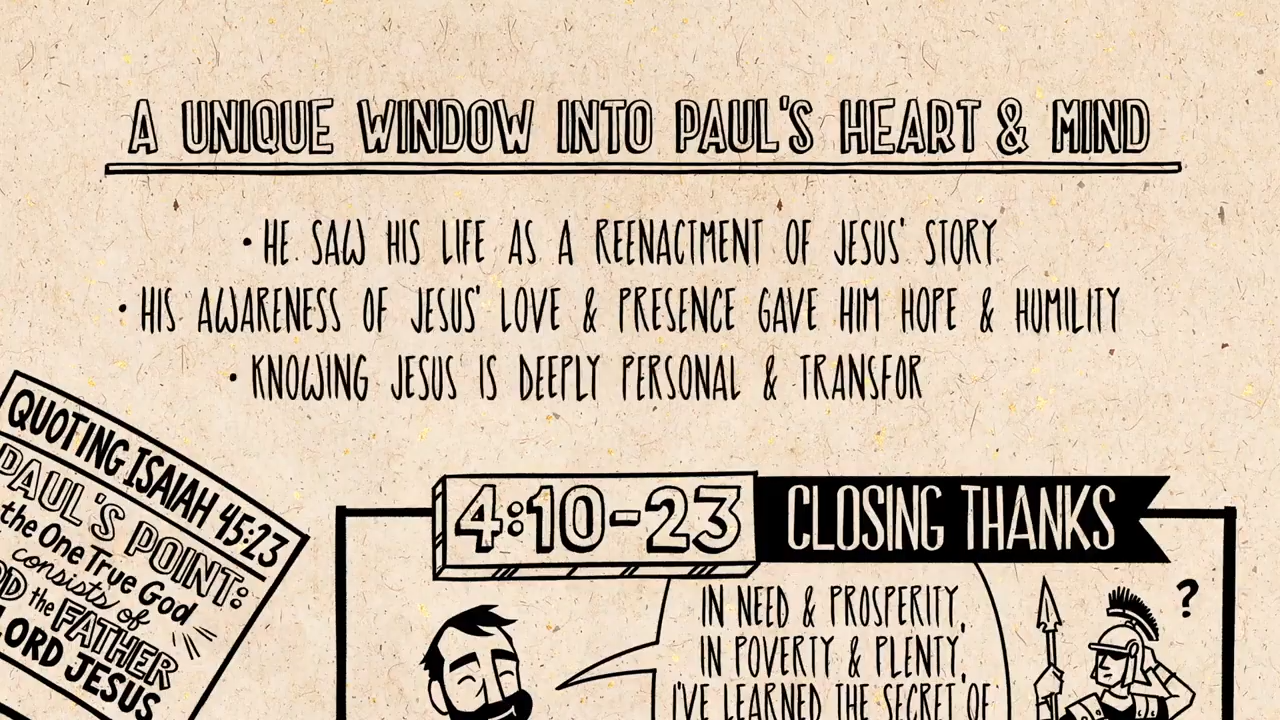 A UNIQUE WINDOW INTO PAUL'S HEART & MIND
• HE SAW HIS LIFE AS A REENACTMENT OF JESUS' STORY
• HIS AWARENESS OF JESUS' LOVE & PRESENCE GAVE HIM HOPE & HUMILITY
• KNOWING JESUS IS DEEPLY PERSONAL & TRANSFOR
QUOTING ISAIAH 45:23
PAUL'S POINT:
the One True God
consists of
the FATHER
LORD JESUS
4:10-23 CLOSING THANKS
IN NEED & PROSPERITY,
IN POVERTY & PLENTY,
I'VE LEARNED THE SECRET OF
?